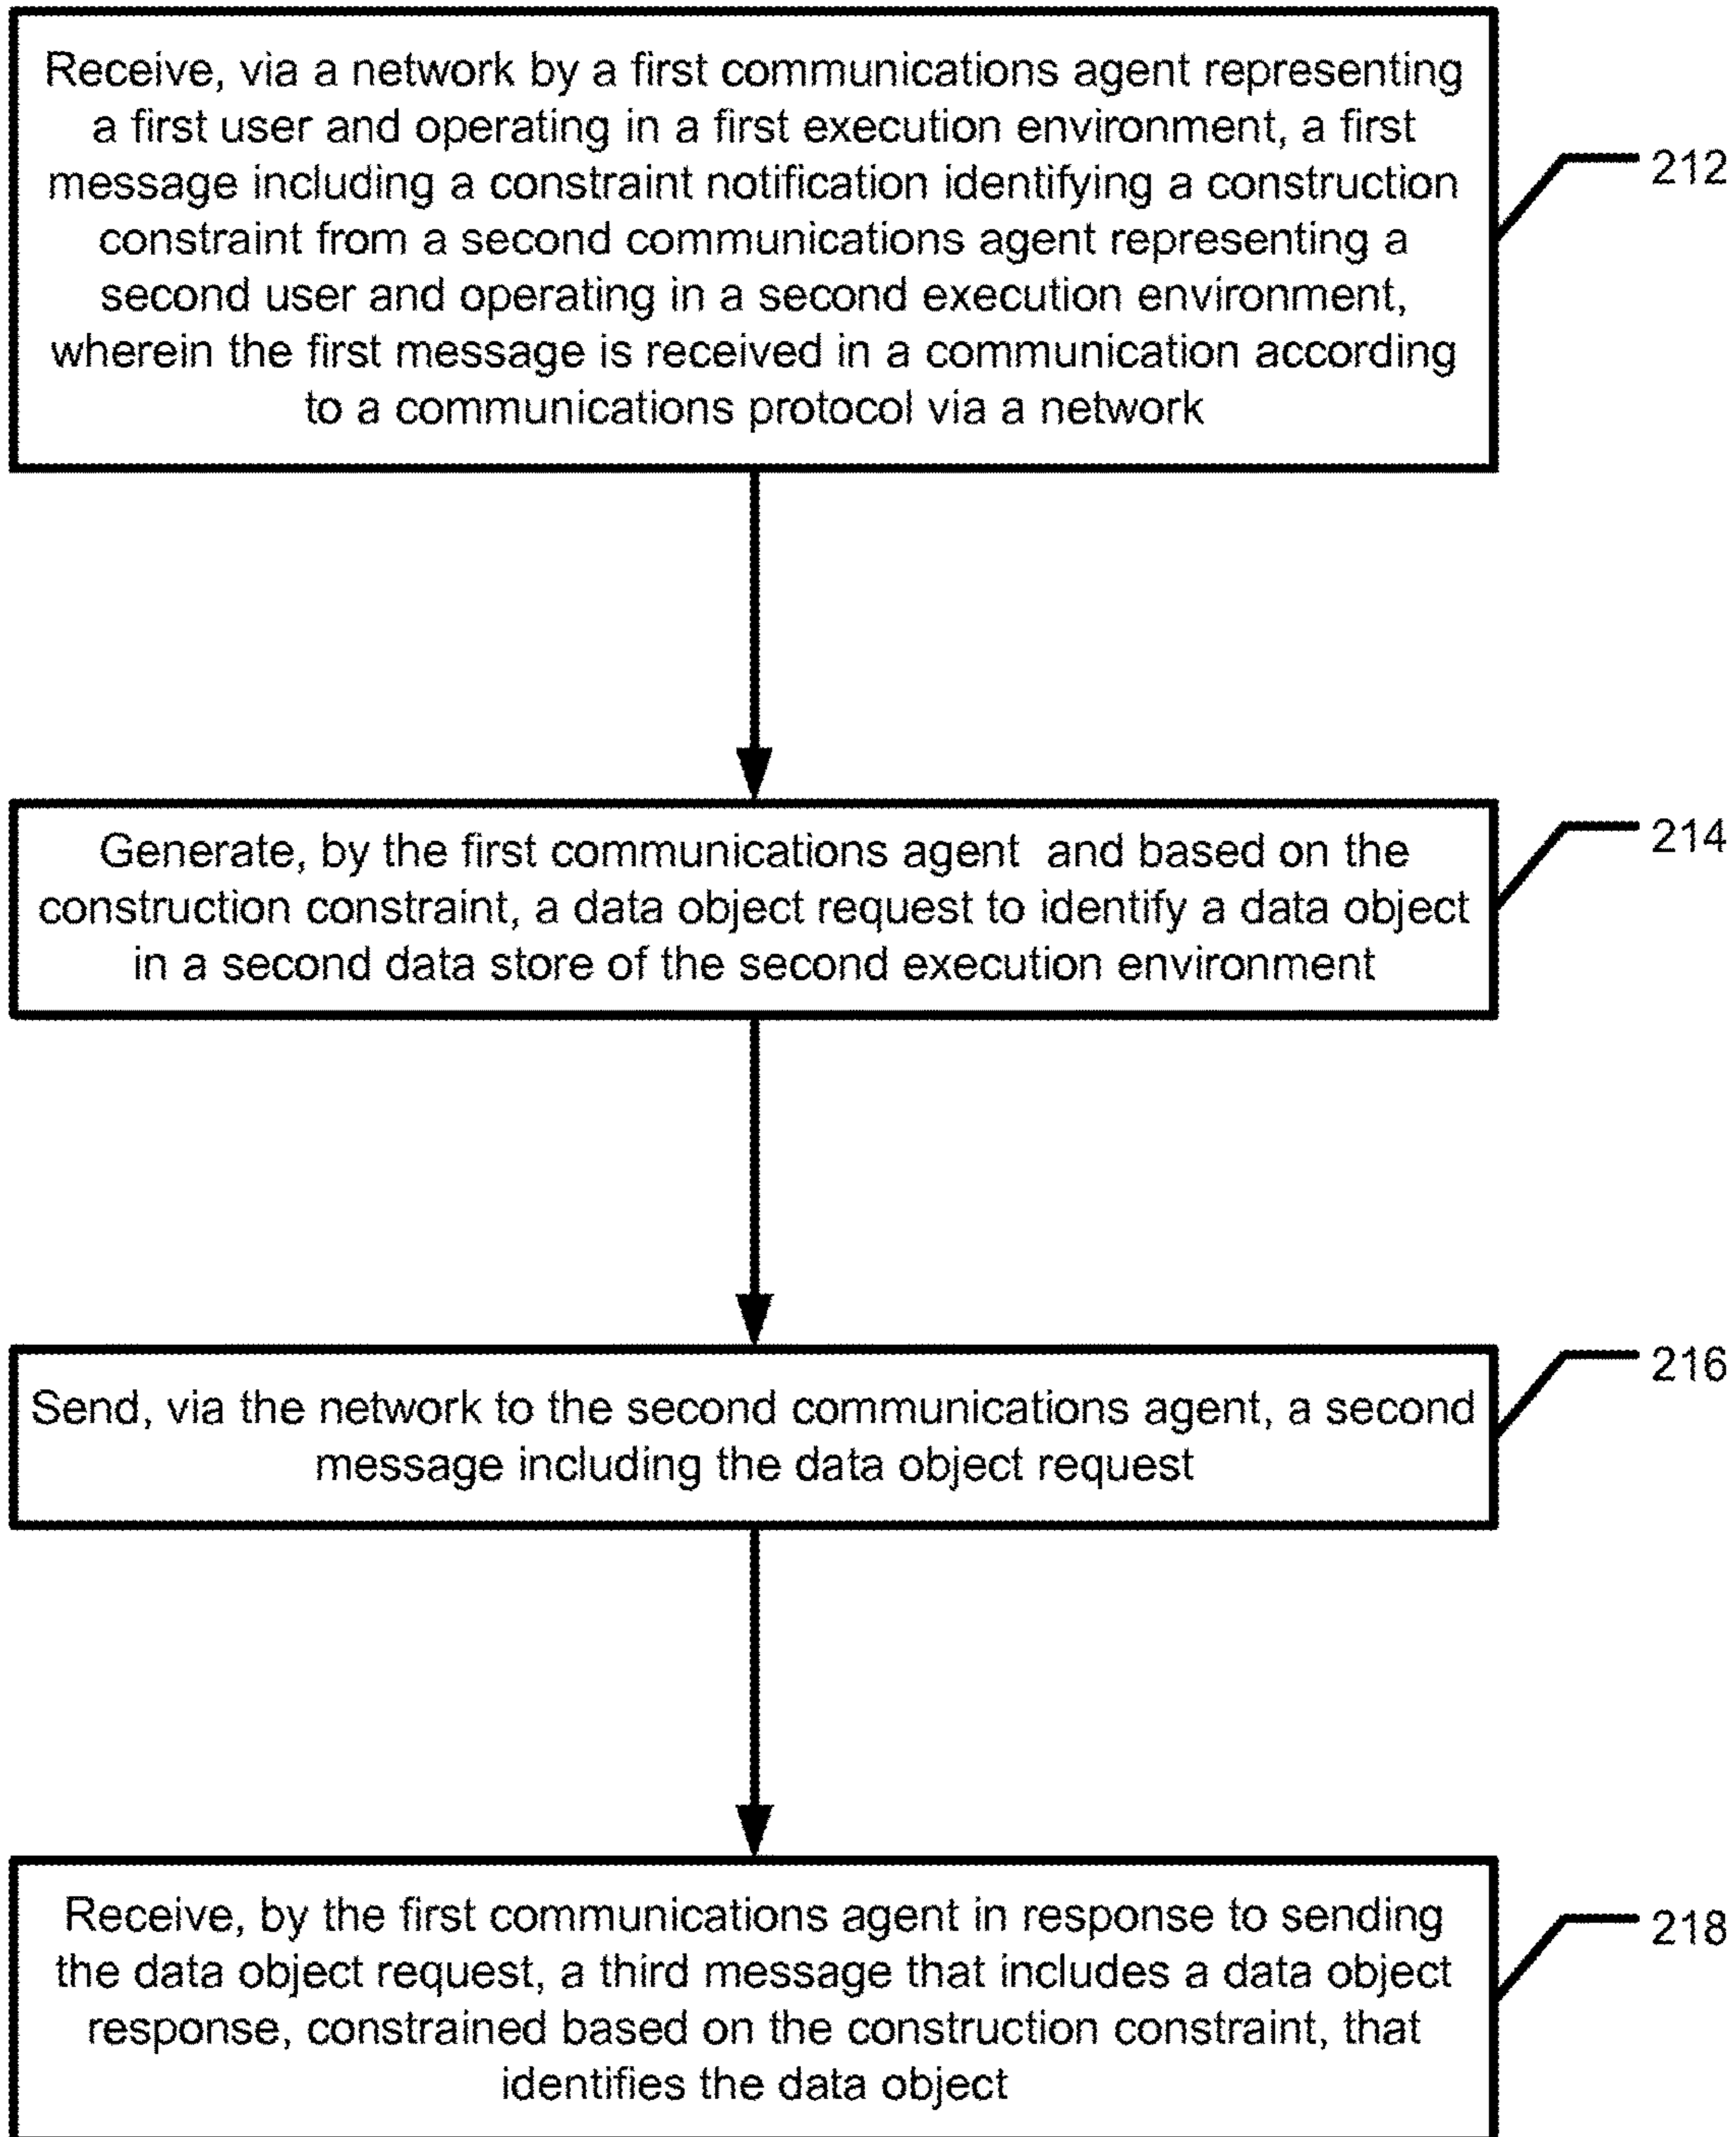 Receive, via a network by a first communications agent representing
a first user and operating in a first execution environment, a first
message including a constraint notification identifying a construction
constraint from a second communications agent representing a
second user and operating in a second execution environment,
wherein the first message is received in a communication according
to a communications protocol via a network
212
Generate, by the first communications agent and based on the
construction constraint, a data object request to identify a data object
in a second data store of the second execution environment
214
Send, via the network to the second communications agent, a second
message including the data object request
216
Receive, by the first communications agent in response to sending
the data object request, a third message that includes a data object
response, constrained based on the construction constraint, that
identifies the data object
218